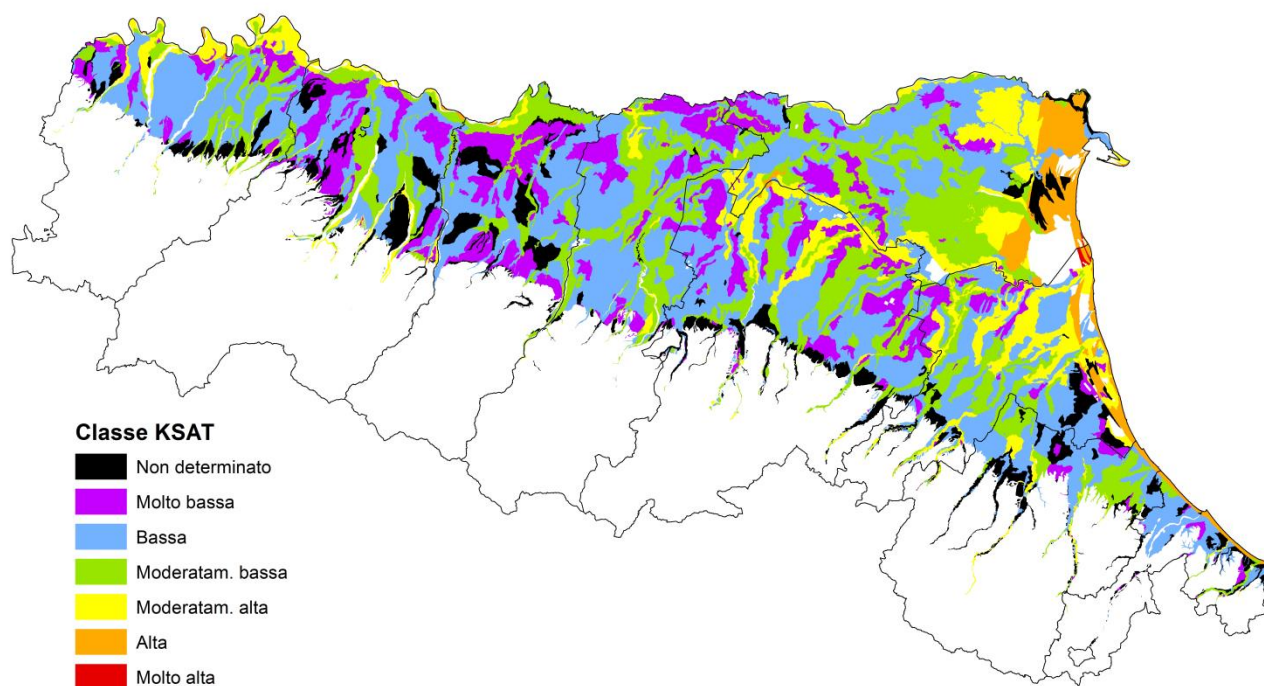 Classe KSAT
Non determinato
Molto bassa
Bassa
Moderatam. bassa
Moderatam. alta
Alta
Molto alta